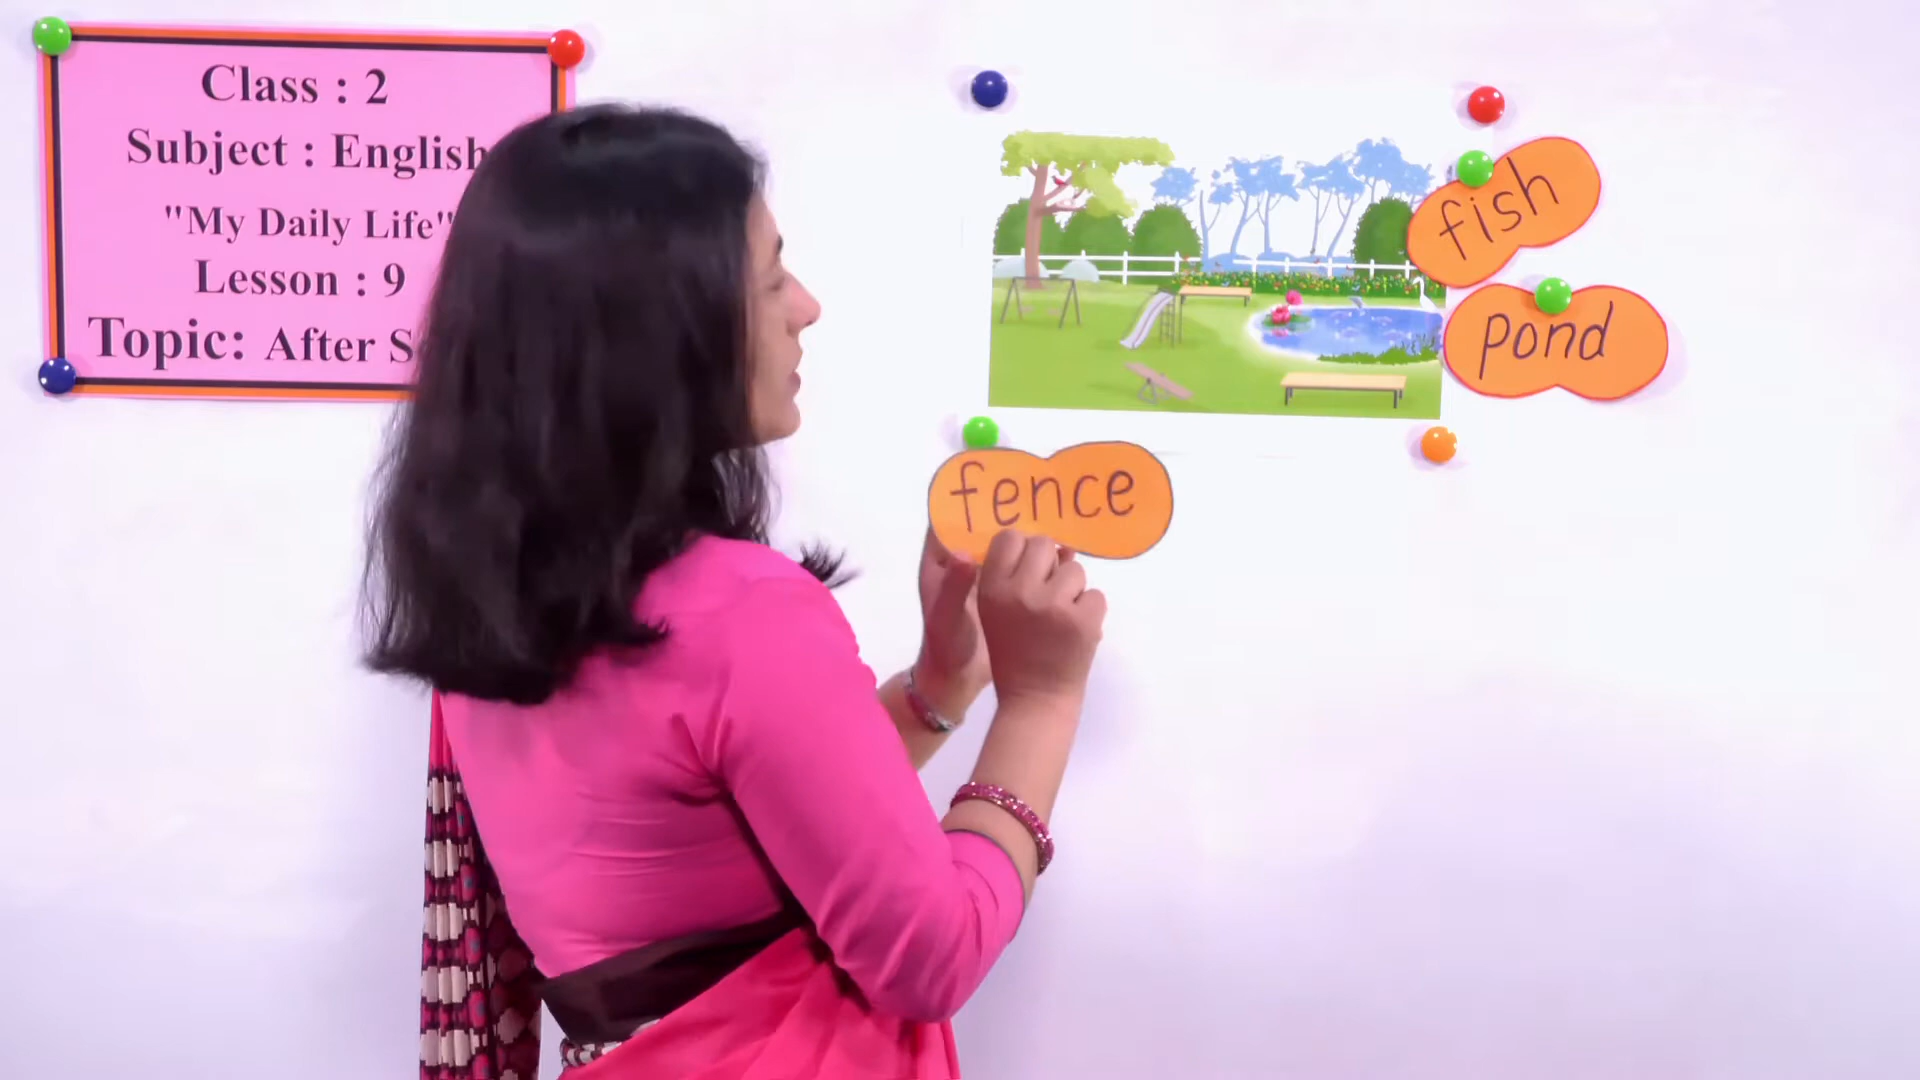 Class : 2
Subject : English
"My Daily Life"
Lesson : 9
Topic: After
fish
pond
fence